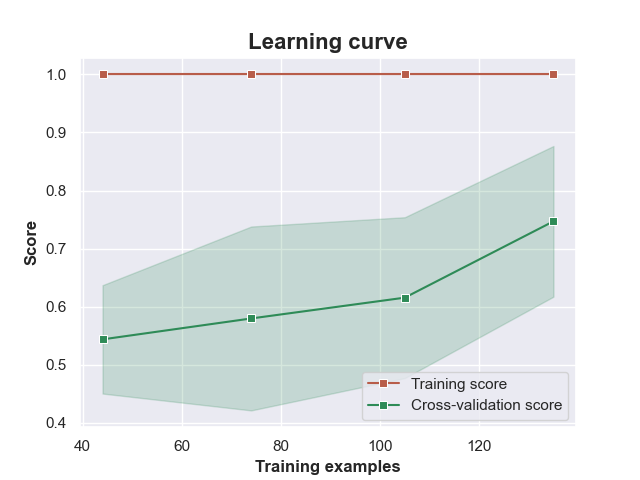 Learning curve
1.0
0.9
0.8
0.7
0.6
0.5
0.4
Score
Training score
Cross-validation score
40 60 80 100 120
Training examples